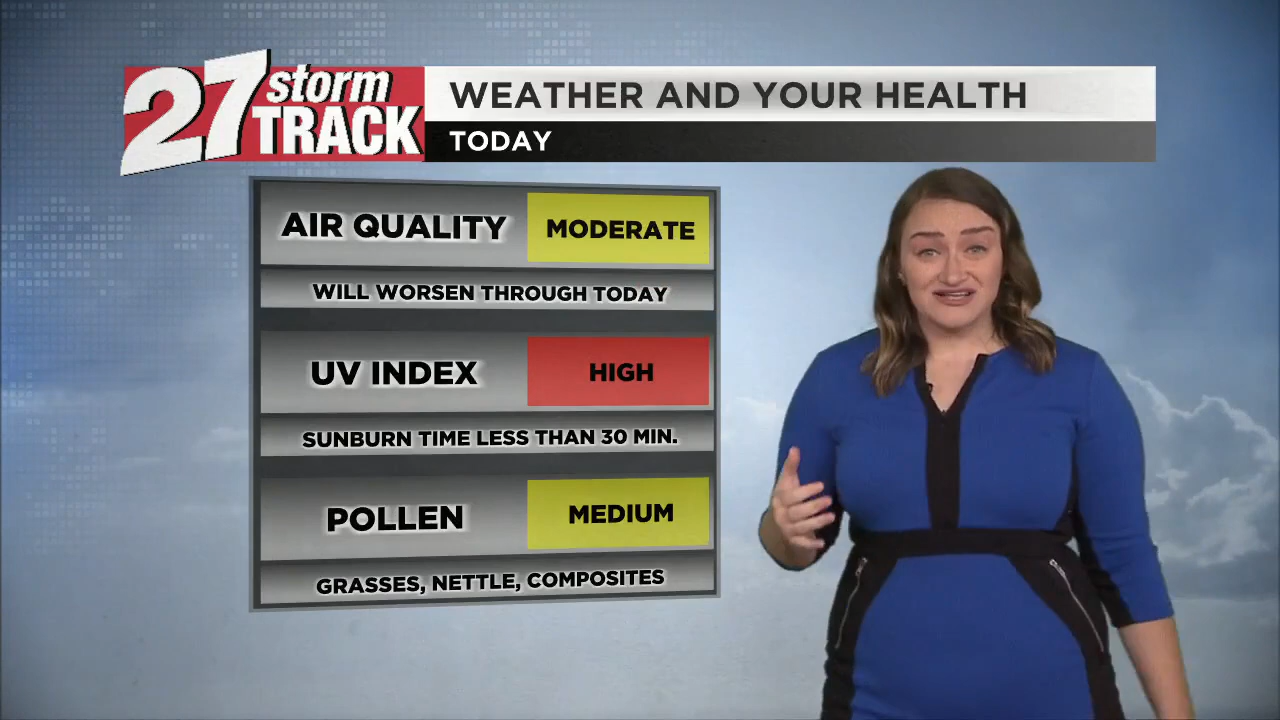 27 storm TRACK
WEATHER AND YOUR HEALTH
TODAY
AIR QUALITY MODERATE
WILL WORSEN THROUGH TODAY
UV INDEX HIGH
SUNBURN TIME LESS THAN 30 MIN.
POLLEN MEDIUM
GRASSES, NETTLE, COMPOSITES